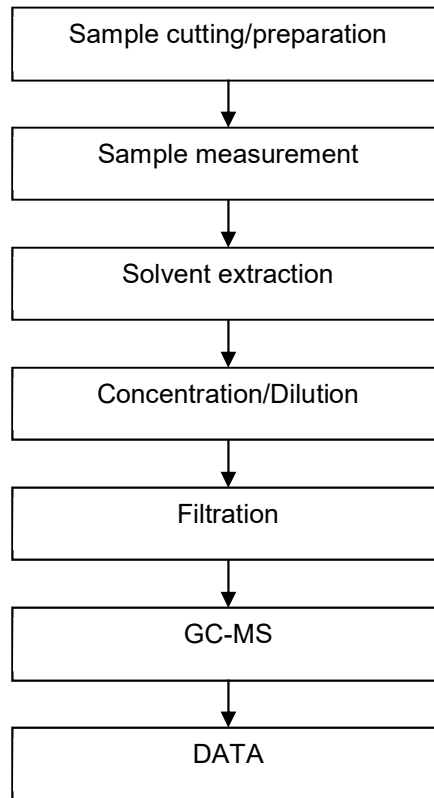 Sample cutting/preparation
Sample measurement
Solvent extraction
Concentration/Dilution
Filtration
GC-MS
DATA